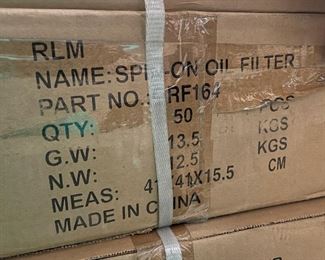 RLM
NAME: SPIN-ON OIL FILTER
PART NO. RF164
QTY: 50 PCS
G.W: 13.5 KGS
N.W: 12.5 KGS
MEAS: 41X15.5 CM
MADE IN CHINA